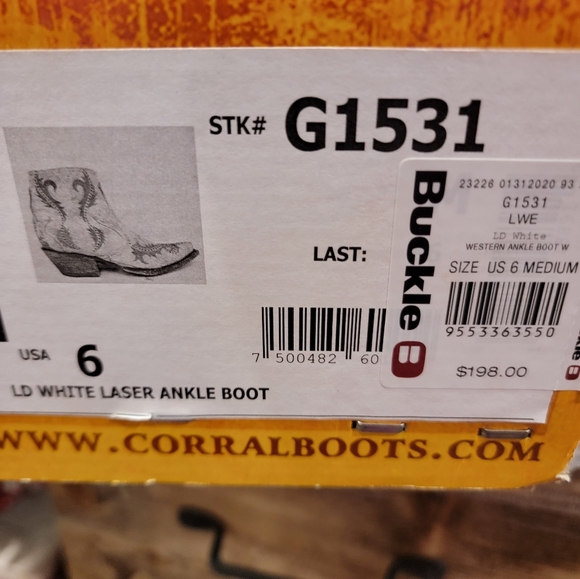 STK# G1531
LAST:
USA 6
LD WHITE LASER ANKLE BOOT
7 500482 60
Buckle B
23226 01312020 93
G1531
LWE
LD White
WESTERN ANKLE BOOT W
SIZE US 6 MEDIUM
9553363550
$198.00
WWW.CORRALBOOTS.COM